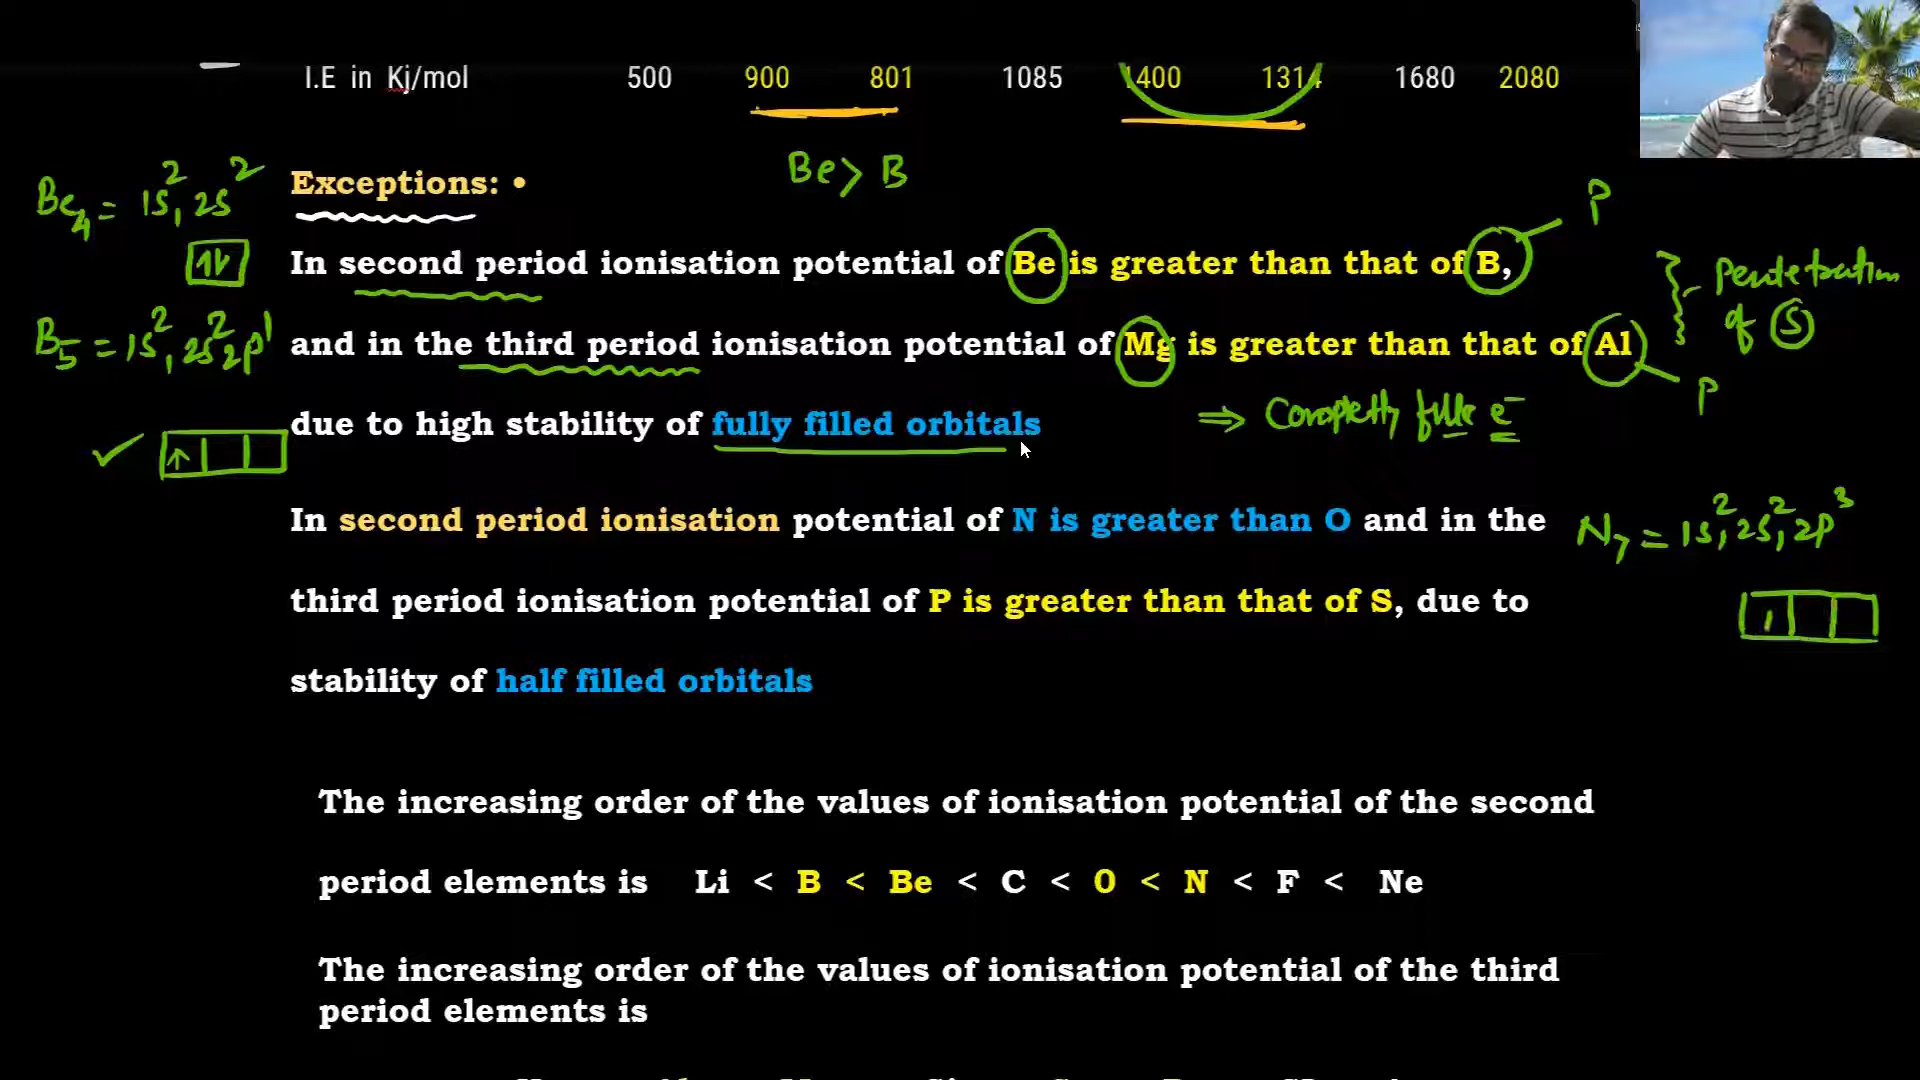 I.E in Kj/mol 500 900 801 1085 1400 1314 1680 2080
Be > B
Be4 = 1s², 2s²
Exceptions: •
P
In second period ionisation potential of Be is greater than that of B,
Penetration
of S
B5 = 1s², 2s² 2p¹
and in the third period ionisation potential of Mg is greater than that of Al
P
due to high stability of fully filled orbitals
⇒ e⁻
In second period ionisation potential of N is greater than O and in the
N7 = 1s², 2s², 2p³
third period ionisation potential of P is greater than that of S, due to
stability of half filled orbitals
The increasing order of the values of ionisation potential of the second
period elements is Li < B < Be < C < O < N < F < Ne
The increasing order of the values of ionisation potential of the third
period elements is